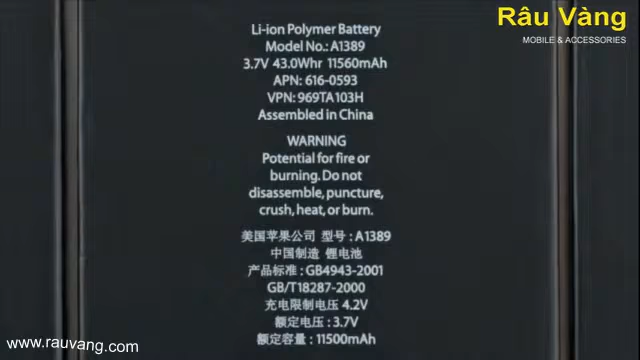 Râu Vàng
MOBILE & ACCESSORIES
Li-ion Polymer Battery
Model No.: A1389
3.7V 43.0Whr 11560mAh
APN: 616-0593
VPN: 969TA103H
Assembled in China
WARNING
Potential for fire or
burning. Do not
disassemble, puncture,
crush, heat, or burn.
美国苹果公司 型号 : A1389
中国制造 锂电池
产品标准 : GB4943-2001
GB/T18287-2000
充电限制电压 4.2V
额定电压 : 3.7V
额定容量 : 11500mAh
www.rauvang.com